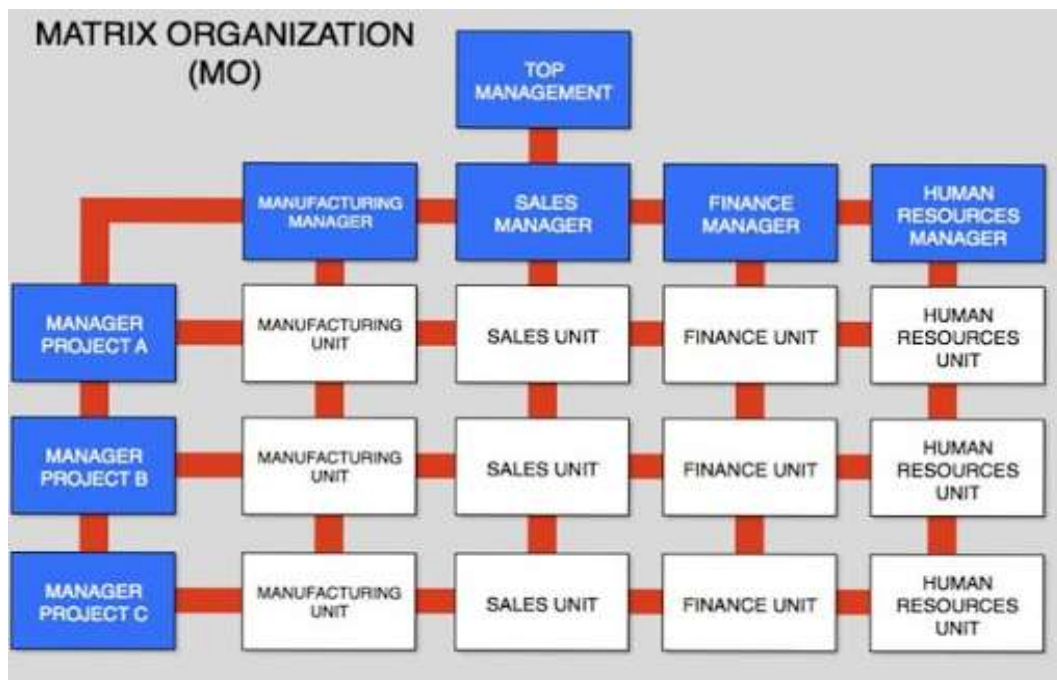 MATRIX ORGANIZATION
(MO)
TOP
MANAGEMENT
MANUFACTURING
MANAGER
SALES
MANAGER
FINANCE
MANAGER
HUMAN
RESOURCES
MANAGER
MANAGER
PROJECT A
MANUFACTURING
UNIT
SALES UNIT
FINANCE UNIT
HUMAN
RESOURCES
UNIT
MANAGER
PROJECT B
MANUFACTURING
UNIT
SALES UNIT
FINANCE UNIT
HUMAN
RESOURCES
UNIT
MANAGER
PROJECT C
MANUFACTURING
UNIT
SALES UNIT
FINANCE UNIT
HUMAN
RESOURCES
UNIT